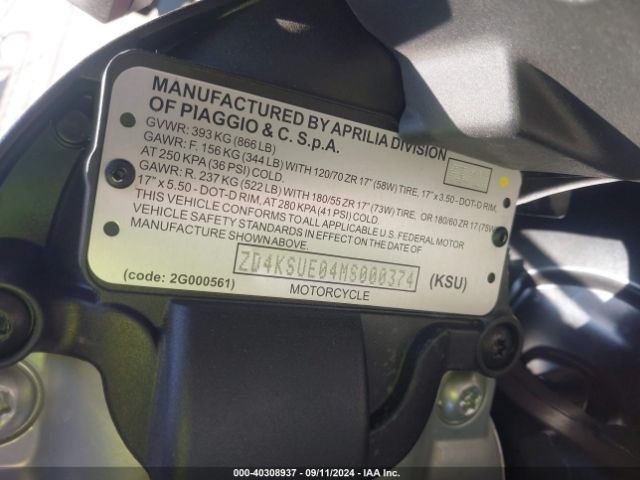 MANUFACTURED BY APRILIA DIVISION
OF PIAGGIO & C. S.p.A.
GVWR: 393 KG (866 LB)
GAWR: F. 156 KG (344 LB) WITH 120/70 ZR 17" (58W) TIRE, 17" x 3.50 - DOT-D RIM,
AT 250 KPA (36 PSI) COLD.
GAWR: R. 237 KG (522 LB) WITH 180/55 ZR 17" (73W) TIRE, OR 180/60 ZR 17 (75W
17" x 5.50 - DOT-D RIM, AT 280 KPA (41 PSI) COLD.
THIS VEHICLE CONFORMS TO ALL APPLICABLE U.S. FEDERAL MOTOR
VEHICLE SAFETY STANDARDS IN EFFECT ON THE DATE OF
MANUFACTURE SHOWN ABOVE.
ZD4KSUE04MS000374 (KSU)
(code: 2G000561)
MOTORCYCLE
000-40308937 - 09/11/2024 - IAA Inc.